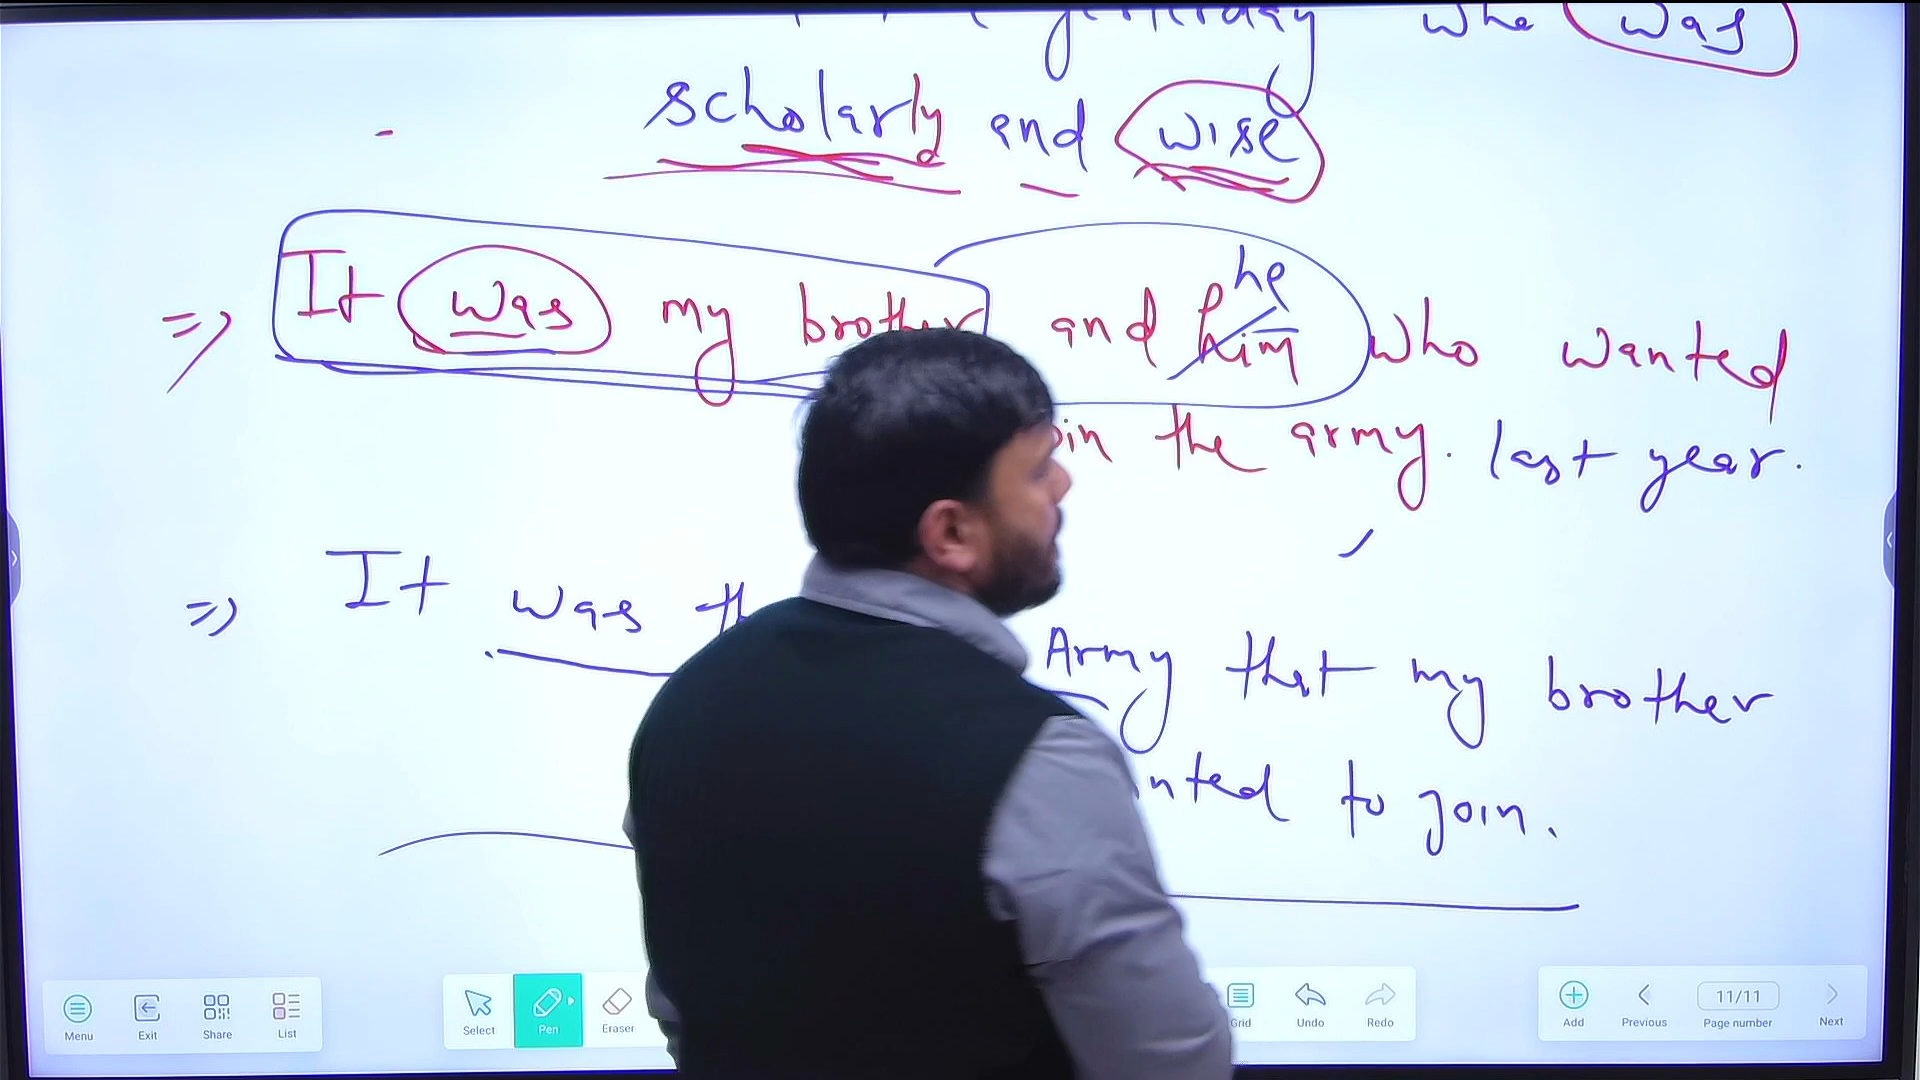 yesterday who was
scholarly and wise
he
⇒ It was my brother and him who wanted
in the army. last year.
⇒ It was Army that my brother
nted to join.
Menu Exit Share List Select Pen Eraser Grid Undo Redo Add Previous 11/11 Page number Next